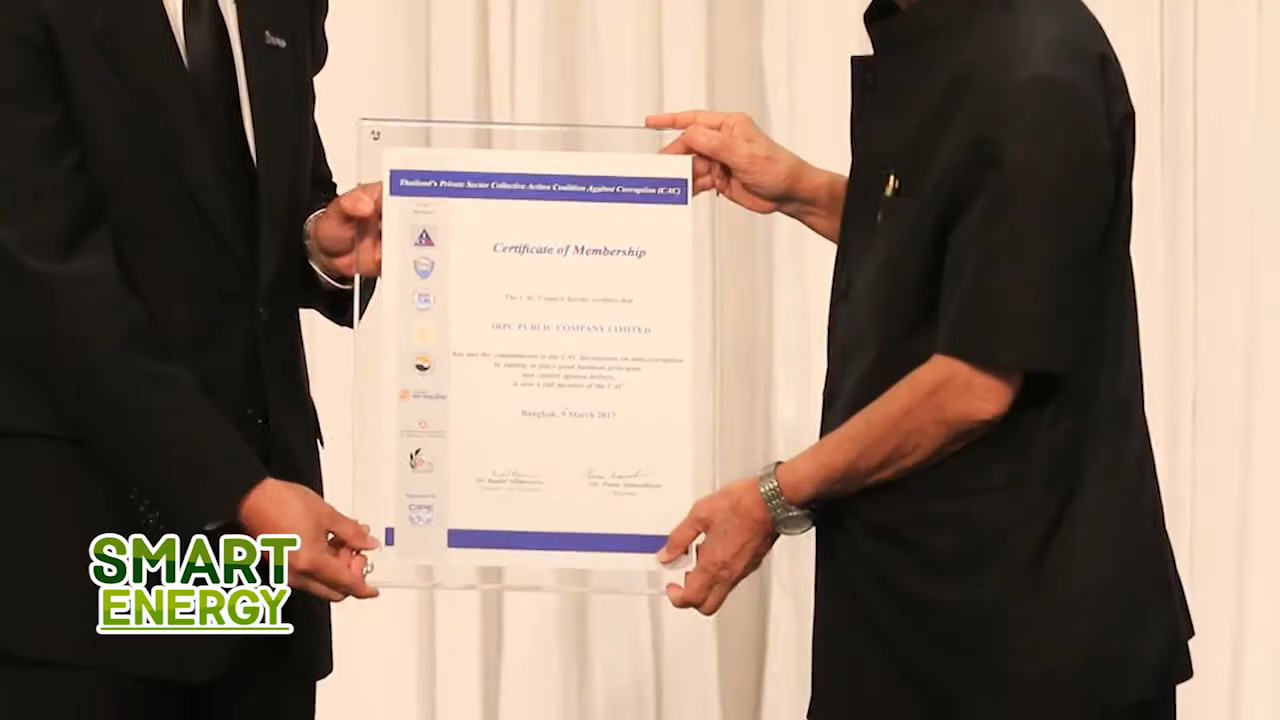 Thailand's Private Sector Collective Action Coalition Against Corruption (CAC)
Certificate of Membership
The CAC Council hereby certifies that
IRPC PUBLIC COMPANY LIMITED
has met the commitments in the CAC declaration on anti-corruption
by putting in place good business principles
and control against bribery,
is now a full member of the CAC
Bangkok, 9 March 2017
CIPE
SMART
ENERGY